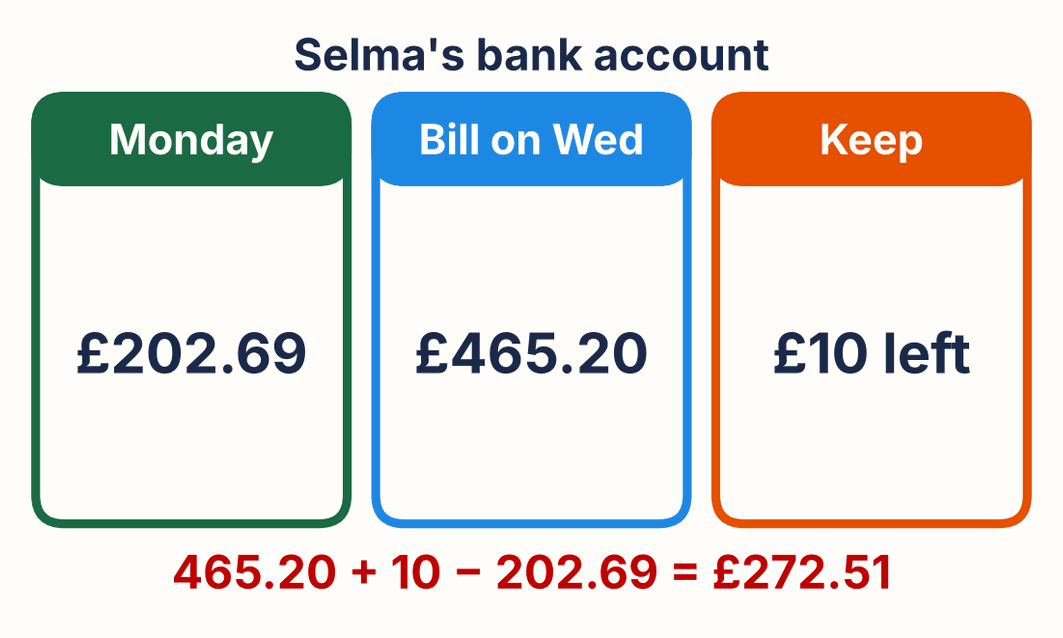 Selma's bank account
Monday
£202.69
Bill on Wed
£465.20
Keep
£10 left
465.20 + 10 − 202.69 = £272.51